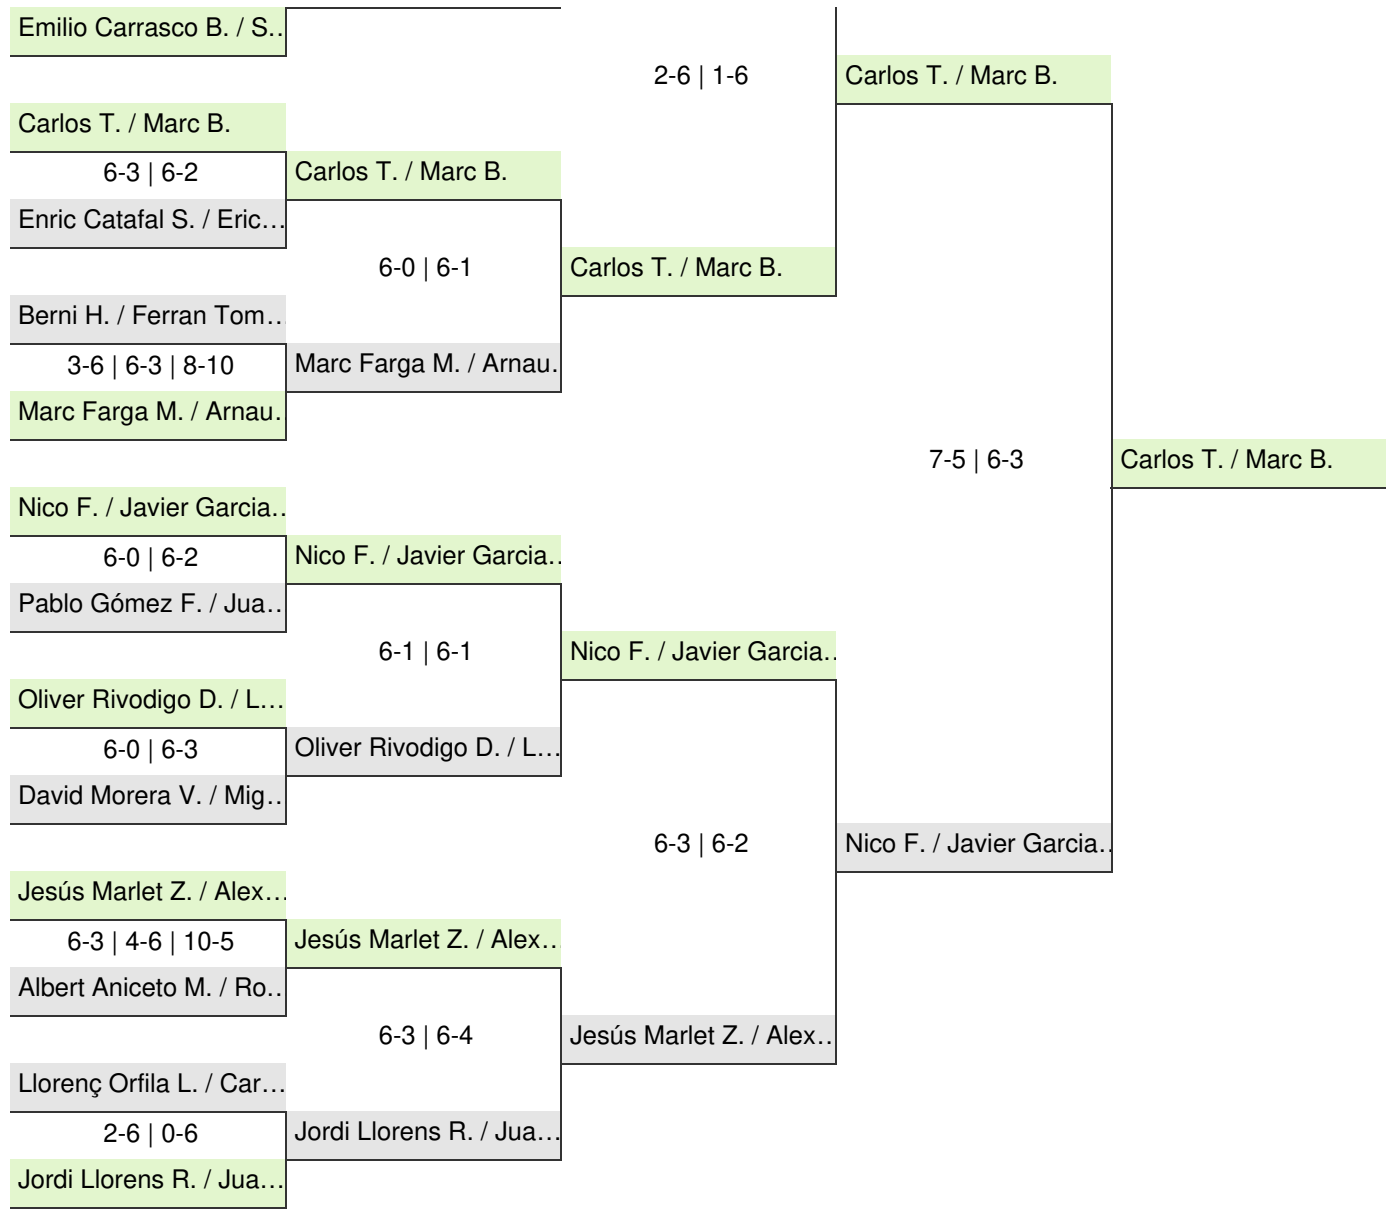 Emilio Carrasco B. / S..
2-6 | 1-6
Carlos T. / Marc B.
Carlos T. / Marc B.
6-3 | 6-2
Carlos T. / Marc B.
Enric Catafal S. / Eric...
6-0 | 6-1
Carlos T. / Marc B.
Berni H. / Ferran Tom..
3-6 | 6-3 | 8-10
Marc Farga M. / Arnau.
Marc Farga M. / Arnau.
7-5 | 6-3
Carlos T. / Marc B.
Nico F. / Javier Garcia..
6-0 | 6-2
Nico F. / Javier Garcia..
Pablo Gómez F. / Jua...
6-1 | 6-1
Nico F. / Javier Garcia..
Oliver Rivodigo D. / L...
6-0 | 6-3
Oliver Rivodigo D. / L...
David Morera V. / Mig..
6-3 | 6-2
Nico F. / Javier Garcia.
Jesús Marlet Z. / Alex...
6-3 | 4-6 | 10-5
Jesús Marlet Z. / Alex..
Albert Aniceto M. / Ro..
6-3 | 6-4
Jesús Marlet Z. / Alex..
Llorenç Orfila L. / Car...
2-6 | 0-6
Jordi Llorens R. / Jua...
Jordi Llorens R. / Jua...